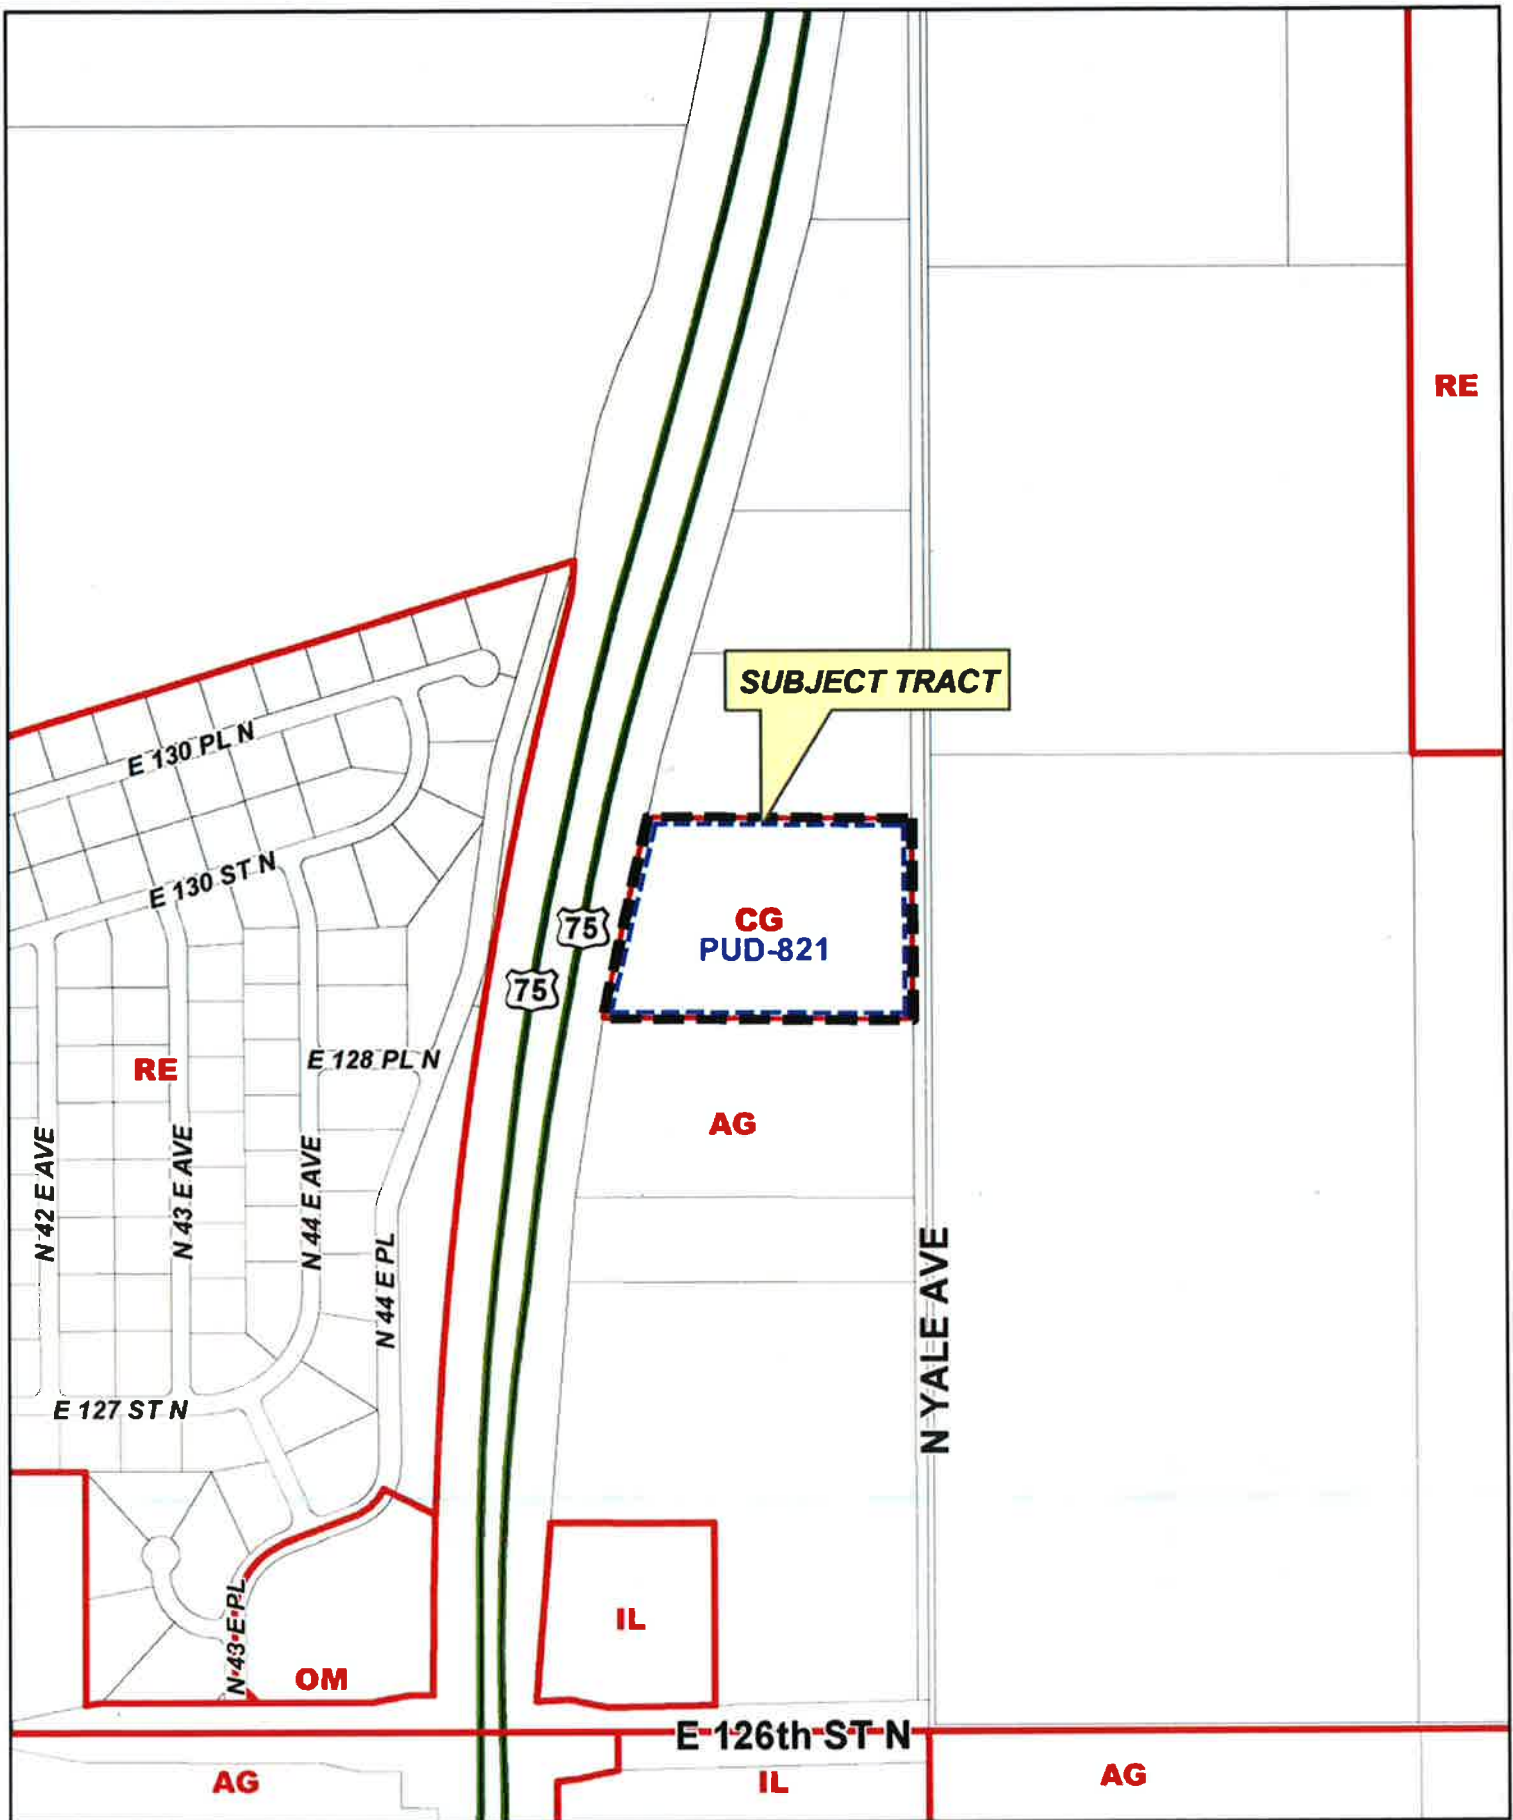 RE
SUBJECT TRACT
E 130 PL N
E 130 ST N
75
CG
PUD-821
75
E 128 PL N
RE
AG
N 42 E AVE
N 43 E AVE
N 44 E AVE
N 44 E PL
N YALE AVE
E 127 ST N
N 43 E PL
IL
OM
E 126th ST N
AG
IL
AG